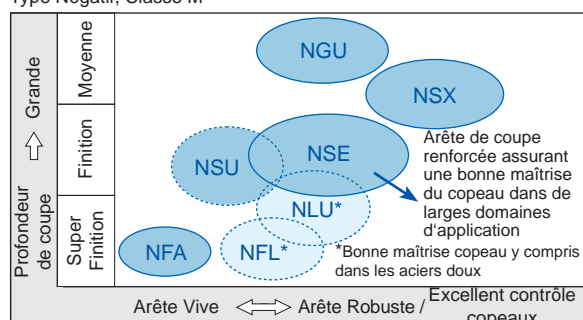 Type Négatif, Classe M
Profondeur
de coupe
Grande
Moyenne
Finition
Super
Finition
NGU
NSX
NSU
NSE
NLU*
NFA
NFL*
Arête de coupe
renforcée assurant
une bonne maîtrise
du copeau dans de
larges domaines
d'application
*Bonne maîtrise copeau y compris
dans les aciers doux
Arête Vive
Arête Robuste /
Excellent contrôle
copeaux